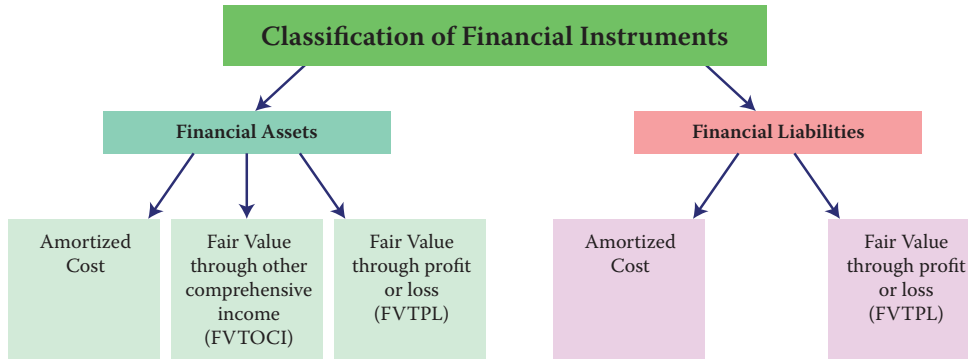 Classification of Financial Instruments
Financial Assets
Financial Liabilities
Amortized
Cost
Fair Value
through other
comprehensive
income
(FVTOCI)
Fair Value
through profit
or loss
(FVTPL)
Amortized
Cost
Fair Value
through profit
or loss
(FVTPL)